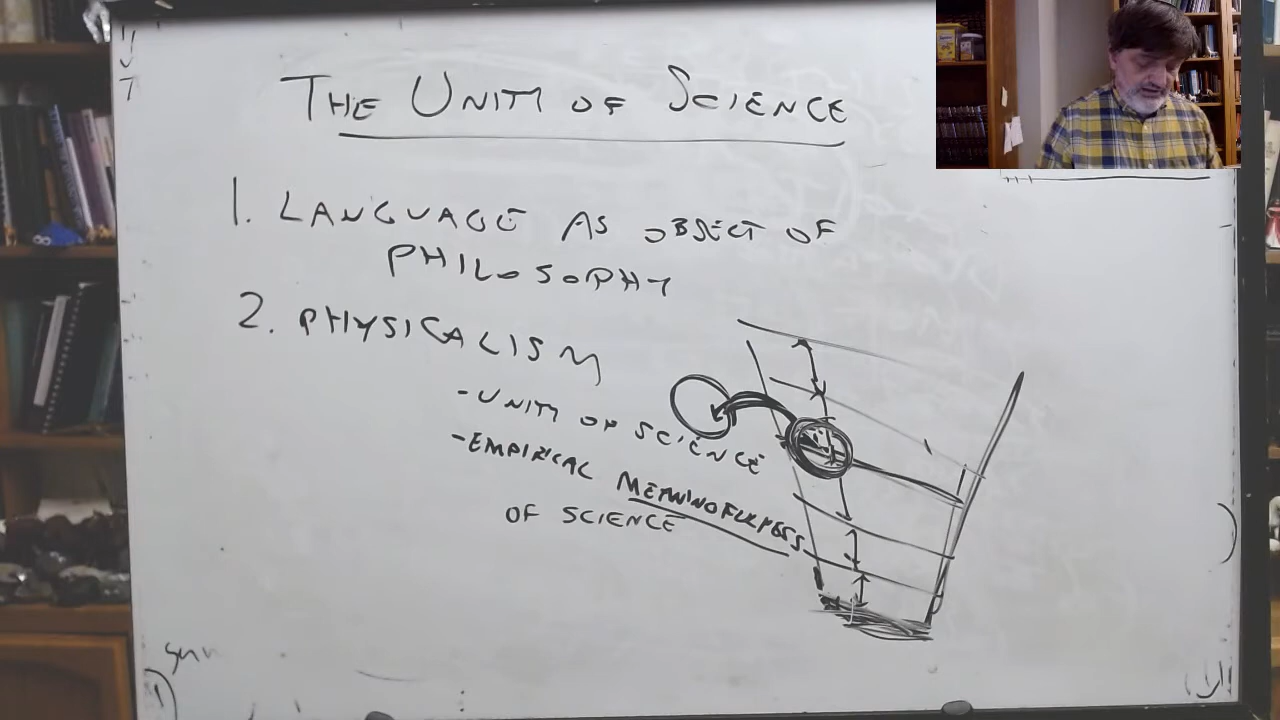 THE UNITY OF SCIENCE
1. LANGUAGE AS OBJECT OF
PHILOSOPHY
2. PHYSICALISM
- UNITY OF SCIENCE
- EMPIRICAL MEANINGFULNESS
OF SCIENCE